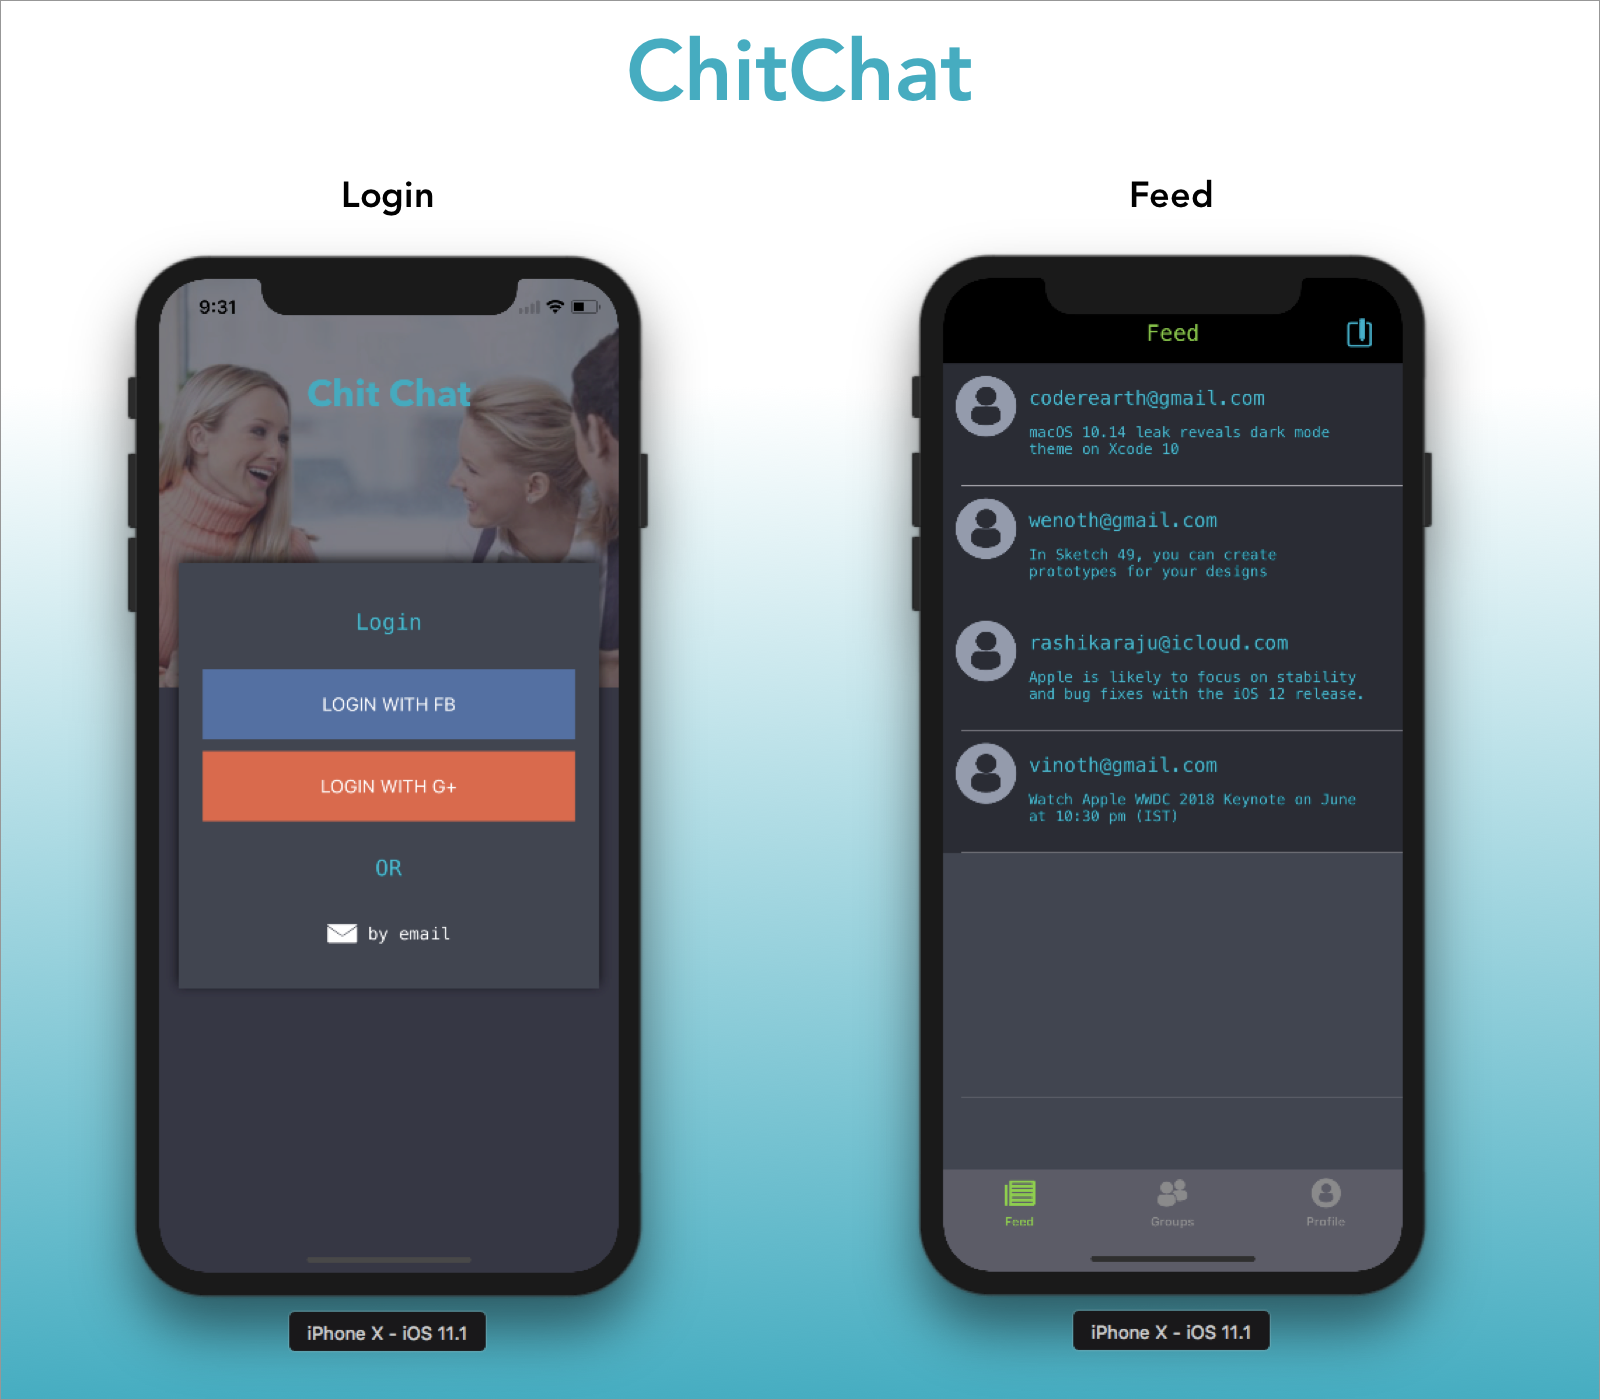 ChitChat
Login
Feed
9:31
Chit Chat
Login
LOGIN WITH FB
LOGIN WITH G+
OR
by email
iPhone X - iOS 11.1
Feed
coderearth@gmail.com
macOS 10.14 leak reveals dark mode
theme on Xcode 10
wenoth@gmail.com
In Sketch 49, you can create
prototypes for your designs
rashikaraju@icloud.com
Apple is likely to focus on stability
and bug fixes with the iOS 12 release.
vinoth@gmail.com
Watch Apple WWDC 2018 Keynote on June
at 10:30 pm (IST)
Feed
Groups
Profile
iPhone X - iOS 11.1